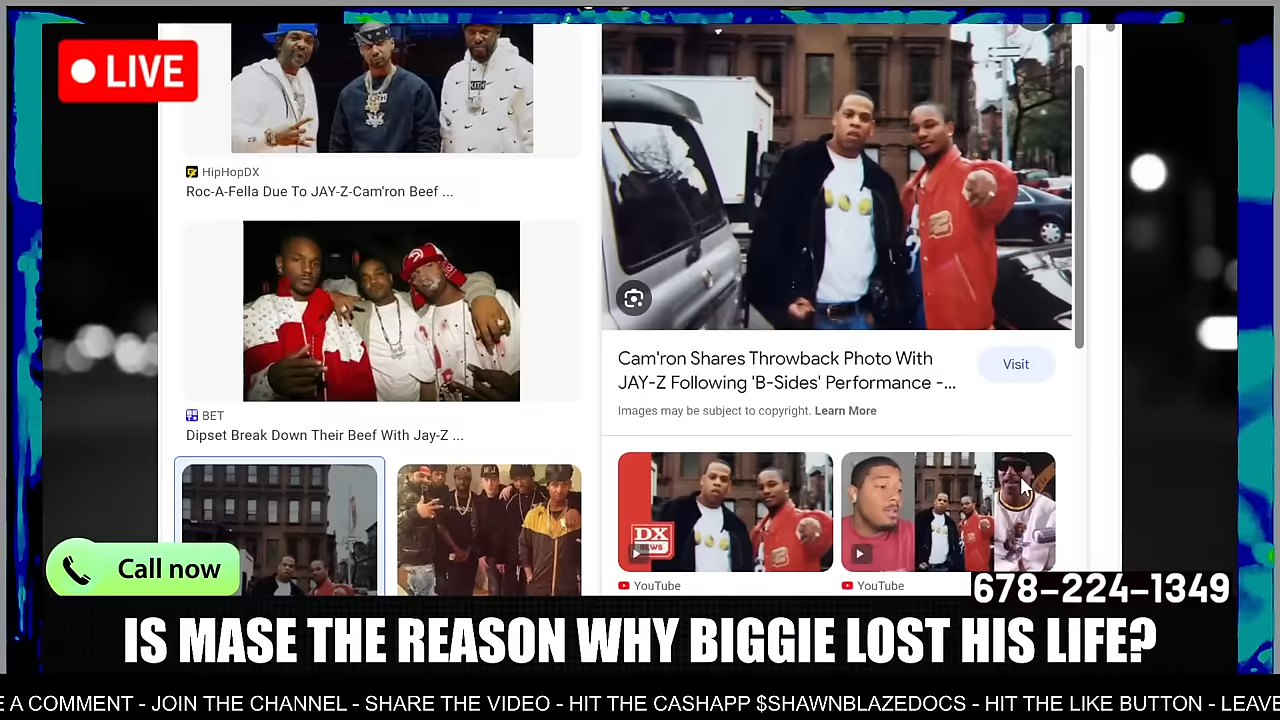 LIVE
KITH
HipHopDX
Roc-A-Fella Due To JAY-Z-Cam'ron Beef ...
BET
Dipset Break Down Their Beef With Jay-Z ...
Cam'ron Shares Throwback Photo With
JAY-Z Following 'B-Sides' Performance -...
Visit
Images may be subject to copyright. Learn More
DX
NEWS
YouTube
YouTube
Call now
678-224-1349
IS MASE THE REASON WHY BIGGIE LOST HIS LIFE?
E A COMMENT - JOIN THE CHANNEL - SHARE THE VIDEO - HIT THE CASHAPP $SHAWNBLAZEDOCS - HIT THE LIKE BUTTON - LEAVE